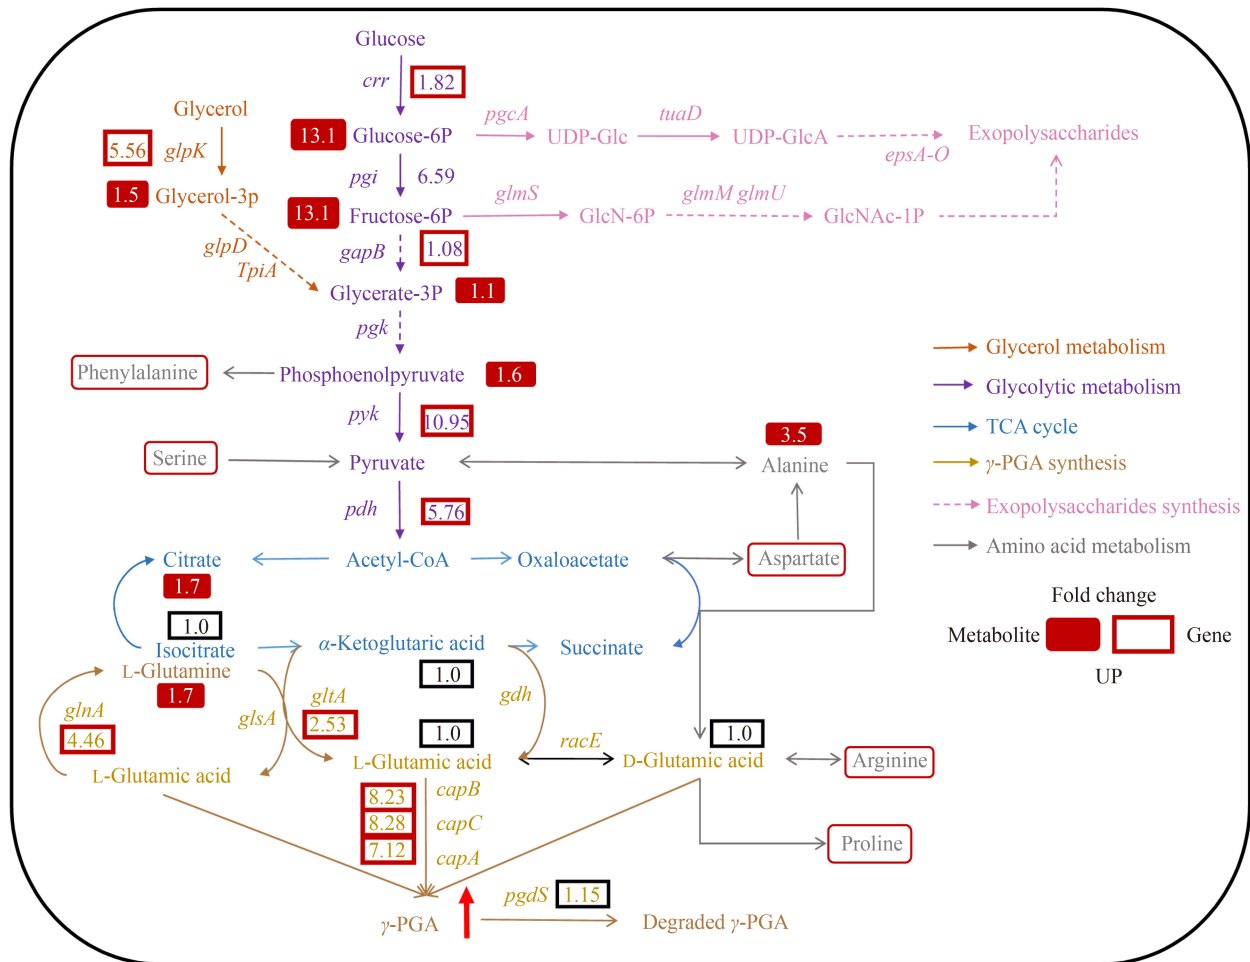 Glucose
crr 1.82
Glycerol
pgcA
tuaD
13.1 Glucose-6P
UDP-Glc
UDP-GlcA
Exopolysaccharides
5.56 glpK
epsA-O
pgi 6.59
1.5 Glycerol-3p
glmS
glmM glmU
13.1 Fructose-6P
GlcN-6P
GlcNAc-1P
glpD
gapB 1.08
TpiA
Glycerate-3P 1.1
pgk
Glycerol metabolism
Phenylalanine
Phosphoenolpyruvate 1.6
Glycolytic metabolism
pyk 10.95
TCA cycle
3.5
Serine
Pyruvate
Alanine
γ-PGA synthesis
pdh 5.76
Exopolysaccharides synthesis
Amino acid metabolism
Citrate
Acetyl-CoA
Oxaloacetate
Aspartate
1.7
Fold change
1.0
Metabolite
Gene
Isocitrate
α-Ketoglutaric acid
Succinate
L-Glutamine
1.0
UP
1.7
gltA
gdh
glnA
glsA
2.53
4.46
1.0
racE
1.0
L-Glutamic acid
L-Glutamic acid
D-Glutamic acid
Arginine
8.23 capB
8.28 capC
7.12 capA
Proline
pgdS 1.15
γ-PGA
Degraded γ-PGA